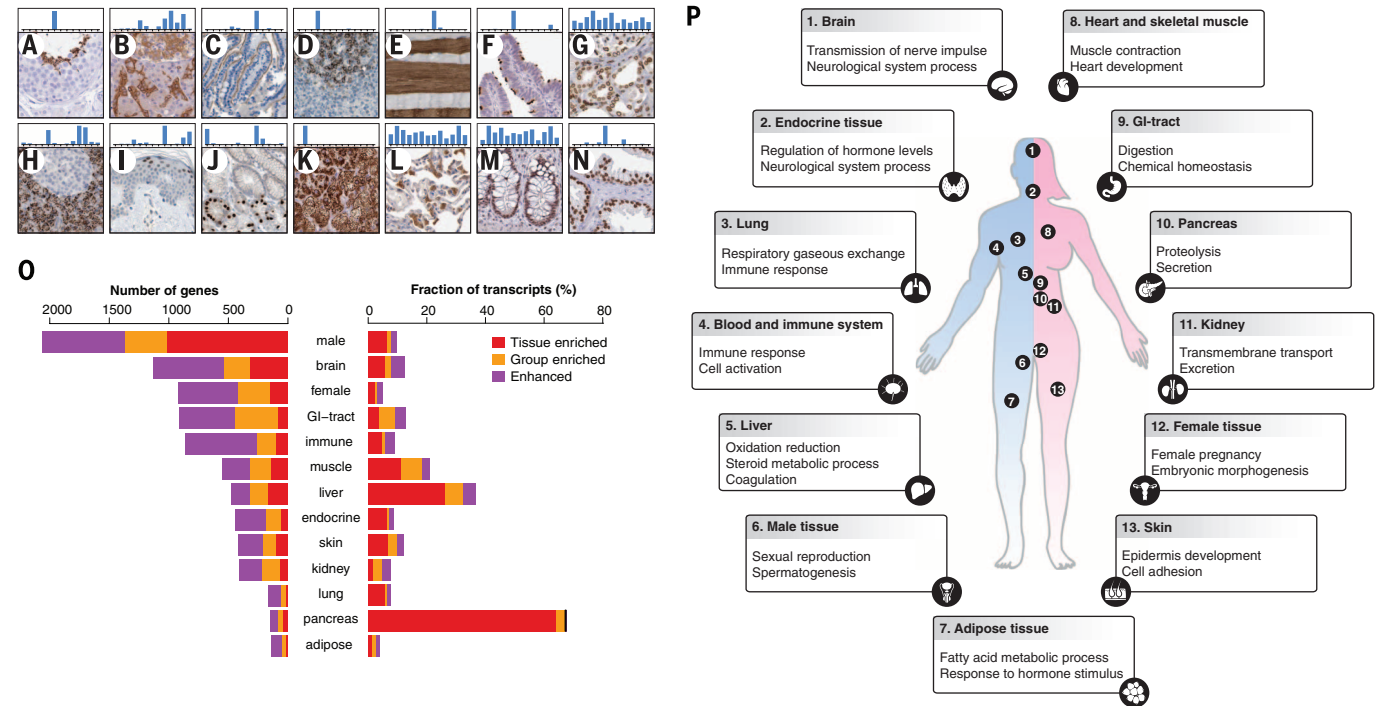 A B C D E F G
H I J K L M N
O
Number of genes
Fraction of transcripts (%)
2000 1500 1000 500 0
0 20 40 60 80
Tissue enriched
Group enriched
Enhanced
male
brain
female
GI–tract
immune
muscle
liver
endocrine
skin
kidney
lung
pancreas
adipose
P
1. Brain
Transmission of nerve impulse
Neurological system process
8. Heart and skeletal muscle
Muscle contraction
Heart development
2. Endocrine tissue
Regulation of hormone levels
Neurological system process
9. GI-tract
Digestion
Chemical homeostasis
3. Lung
Respiratory gaseous exchange
Immune response
10. Pancreas
Proteolysis
Secretion
4. Blood and immune system
Immune response
Cell activation
11. Kidney
Transmembrane transport
Excretion
5. Liver
Oxidation reduction
Steroid metabolic process
Coagulation
12. Female tissue
Female pregnancy
Embryonic morphogenesis
6. Male tissue
Sexual reproduction
Spermatogenesis
13. Skin
Epidermis development
Cell adhesion
7. Adipose tissue
Fatty acid metabolic process
Response to hormone stimulus
1
2
8
3
4
5
9
10
11
12
6
13
7